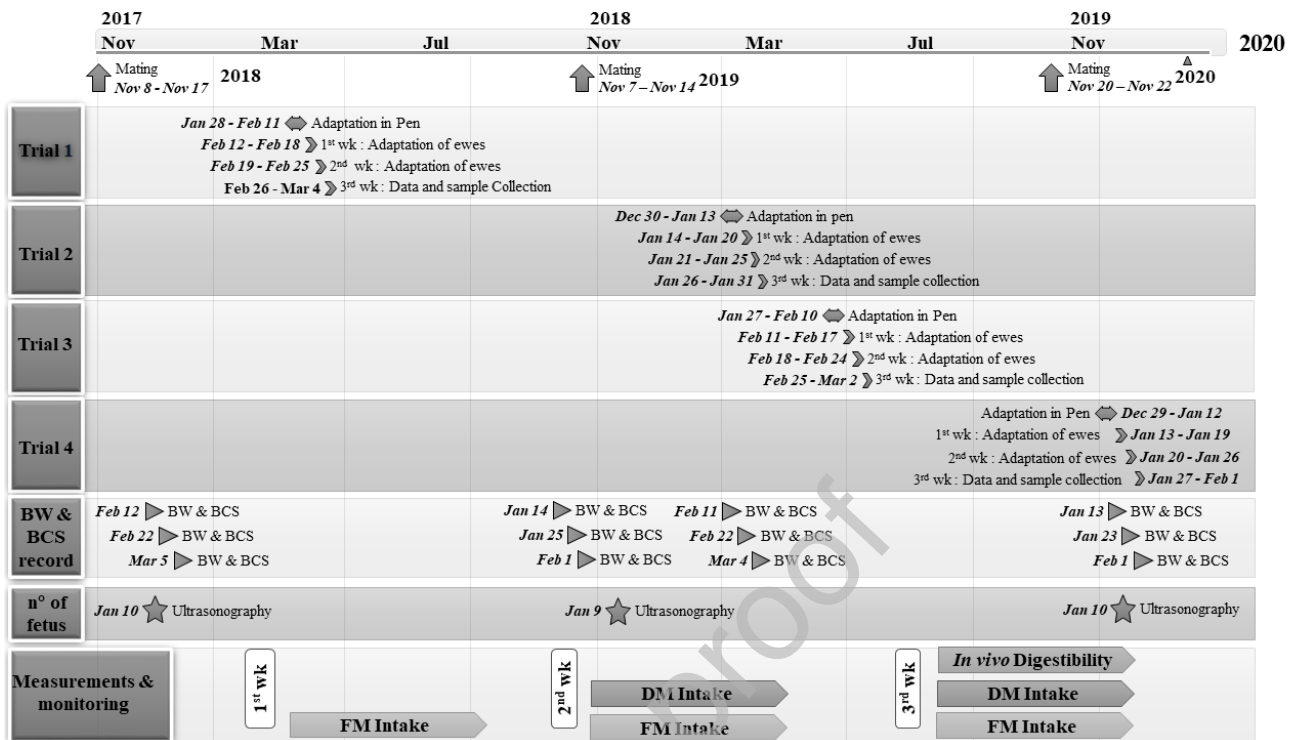 2017 2018 2019
Nov Mar Jul Nov Mar Jul Nov 2020
Mating
Nov 8 - Nov 17
2018
Mating
Nov 7 – Nov 14
2019
Mating
Nov 20 – Nov 22
2020
Trial 1
Jan 28 - Feb 11 Adaptation in Pen
Feb 12 - Feb 18 1st wk : Adaptation of ewes
Feb 19 - Feb 25 2nd wk : Adaptation of ewes
Feb 26 - Mar 4 3rd wk : Data and sample Collection
Trial 2
Dec 30 - Jan 13 Adaptation in pen
Jan 14 - Jan 20 1st wk : Adaptation of ewes
Jan 21 - Jan 25 2nd wk : Adaptation of ewes
Jan 26 - Jan 31 3rd wk : Data and sample collection
Trial 3
Jan 27 - Feb 10 Adaptation in Pen
Feb 11 - Feb 17 1st wk : Adaptation of ewes
Feb 18 - Feb 24 2nd wk : Adaptation of ewes
Feb 25 - Mar 2 3rd wk : Data and sample collection
Trial 4
Adaptation in Pen Dec 29 - Jan 12
1st wk : Adaptation of ewes Jan 13 - Jan 19
2nd wk : Adaptation of ewes Jan 20 - Jan 26
3rd wk : Data and sample collection Jan 27 - Feb 1
BW &
BCS
record
Feb 12 BW & BCS Jan 14 BW & BCS Feb 11 BW & BCS Jan 13 BW & BCS
Feb 22 BW & BCS Jan 25 BW & BCS Feb 22 BW & BCS Jan 23 BW & BCS
Mar 5 BW & BCS Feb 1 BW & BCS Mar 4 BW & BCS Feb 1 BW & BCS
n° of
fetus
Jan 10 Ultrasonography Jan 9 Ultrasonography Jan 10 Ultrasonography
Measurements &
monitoring
1st wk
FM Intake
2nd wk
DM Intake
FM Intake
3rd wk
In vivo Digestibility
DM Intake
FM Intake
proof